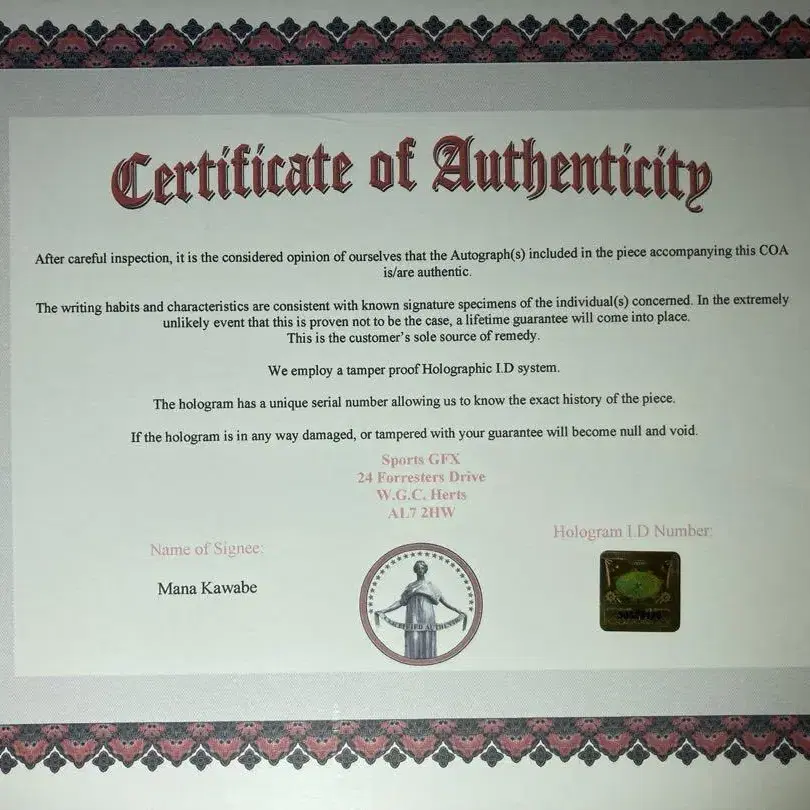 Certificate of Authenticity
After careful inspection, it is the considered opinion of ourselves that the Autograph(s) included in the piece accompanying this COA
is/are authentic.
The writing habits and characteristics are consistent with known signature specimens of the individual(s) concerned. In the extremely
unlikely event that this is proven not to be the case, a lifetime guarantee will come into place.
This is the customer's sole source of remedy.
We employ a tamper proof Holographic I.D system.
The hologram has a unique serial number allowing us to know the exact history of the piece.
If the hologram is in any way damaged, or tampered with your guarantee will become null and void.
Sports GFX
24 Forresters Drive
W.G.C. Herts
AL7 2HW
Hologram I.D Number:
Name of Signee:
Mana Kawabe